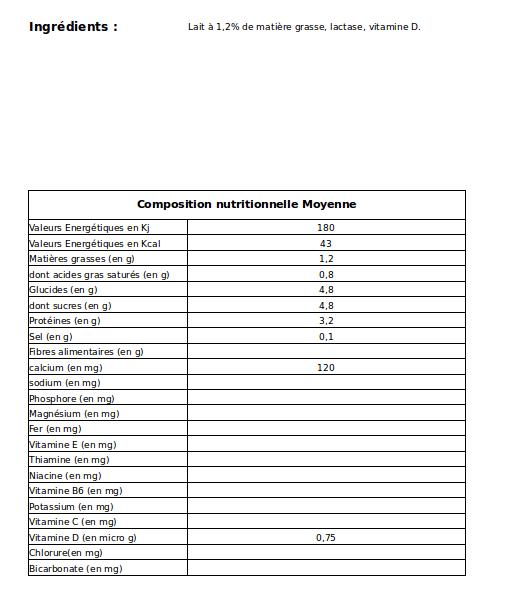 Ingrédients : Lait à 1,2% de matière grasse, lactase, vitamine D.
Composition nutritionnelle Moyenne
Valeurs Energétiques en Kj 180
Valeurs Energétiques en Kcal 43
Matières grasses (en g) 1,2
dont acides gras saturés (en g) 0,8
Glucides (en g) 4,8
dont sucres (en g) 4,8
Protéines (en g) 3,2
Sel (en g) 0,1
Fibres alimentaires (en g)
calcium (en mg) 120
sodium (en mg)
Phosphore (en mg)
Magnésium (en mg)
Fer (en mg)
Vitamine E (en mg)
Thiamine (en mg)
Niacine (en mg)
Vitamine B6 (en mg)
Potassium (en mg)
Vitamine C (en mg)
Vitamine D (en micro g) 0,75
Chlorure(en mg)
Bicarbonate (en mg)